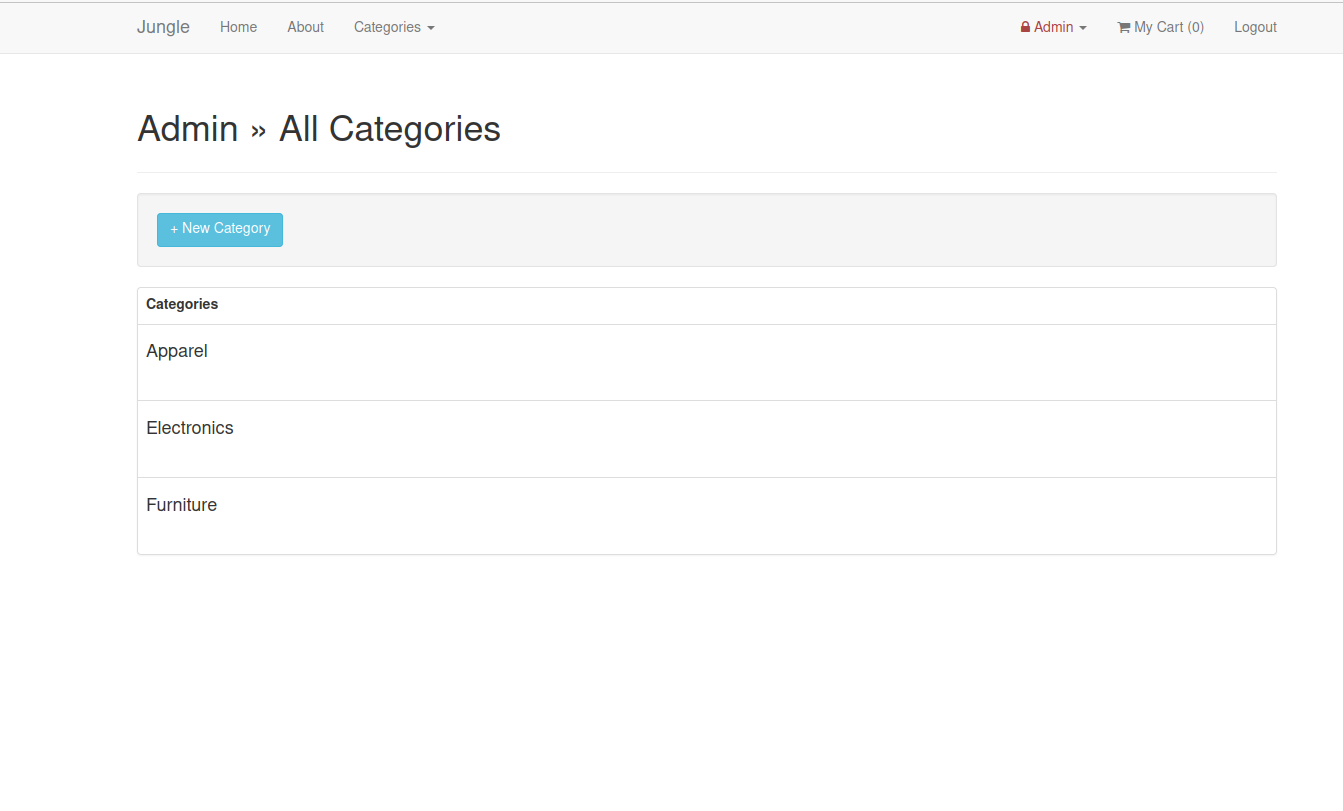 Jungle Home About Categories Admin My Cart (0) Logout
Admin » All Categories
+ New Category
Categories
Apparel
Electronics
Furniture